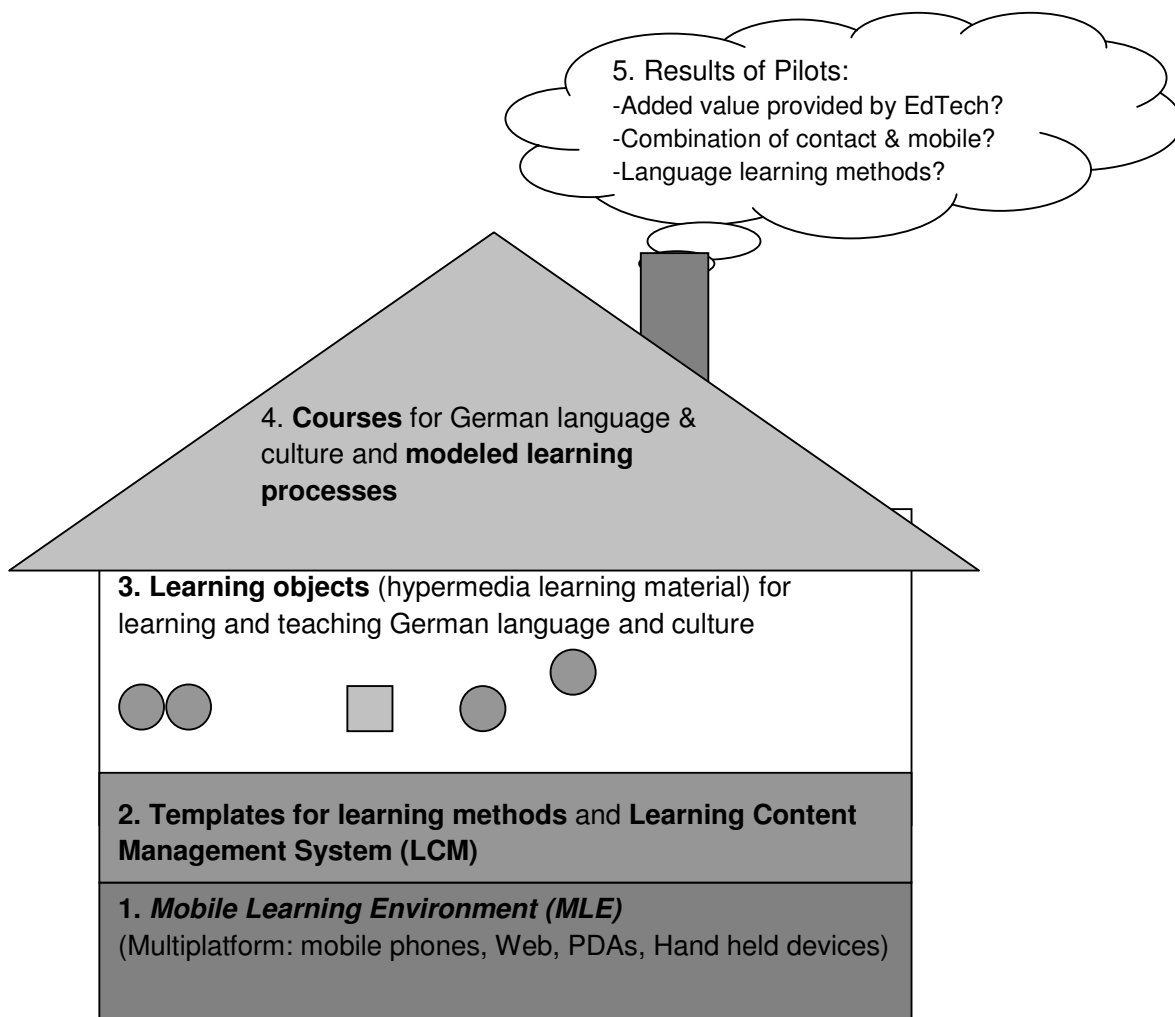 5. Results of Pilots:
-Added value provided by EdTech?
-Combination of contact & mobile?
-Language learning methods?
4. Courses for German language &
culture and modeled learning
processes
3. Learning objects (hypermedia learning material) for
learning and teaching German language and culture
2. Templates for learning methods and Learning Content
Management System (LCM)
1. Mobile Learning Environment (MLE)
(Multiplatform: mobile phones, Web, PDAs, Hand held devices)